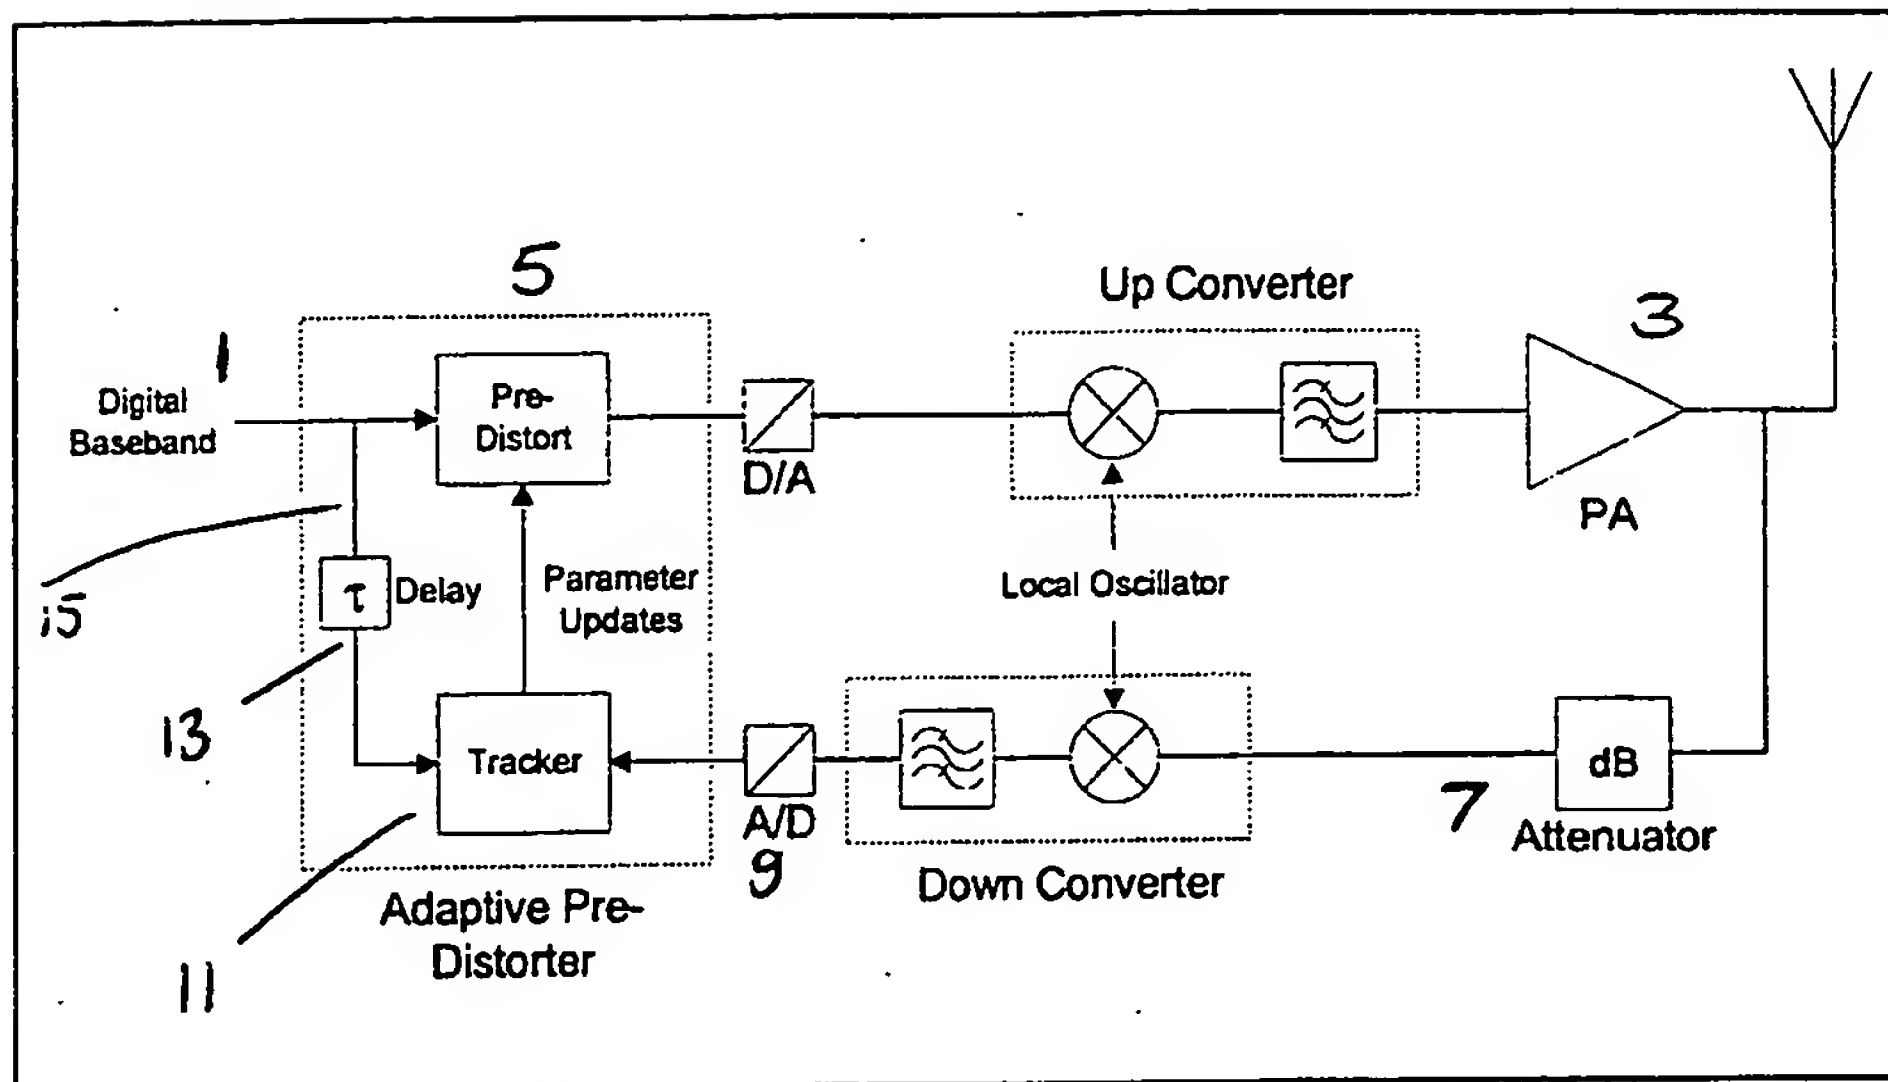 5
Up Converter
3
1
Digital
Baseband
Pre-
Distort
D/A
PA
15
τ
Delay
Parameter
Updates
Local Oscillator
13
Tracker
A/D
9
7
dB
Attenuator
Down Converter
Adaptive Pre-
Distorter
11